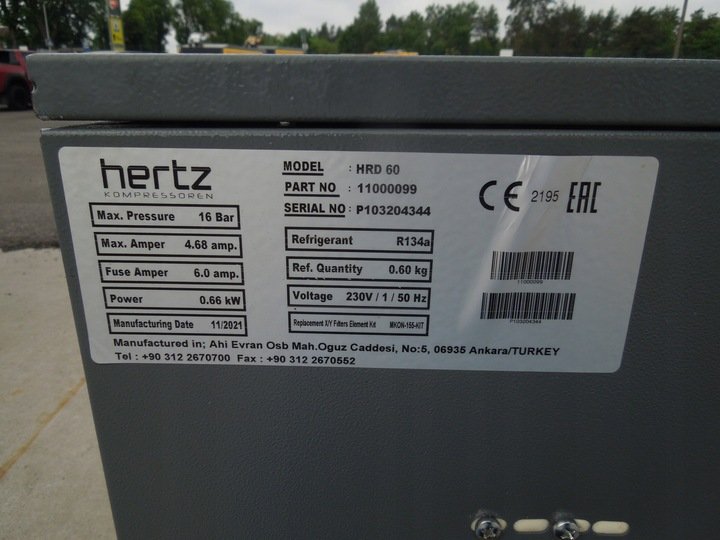 hertz
KOMPRESSOREN
MODEL : HRD 60
PART NO : 11000099
SERIAL NO : P103204344
CE 2195 EAC
Max. Pressure 16 Bar
Max. Amper 4.68 amp.
Fuse Amper 6.0 amp.
Power 0.66 kW
Manufacturing Date 11/2021
Refrigerant R134a
Ref. Quantity 0.60 kg
Voltage 230V / 1 / 50 Hz
Replacement X/Y Filters Element Kit MKON-155-KIT
11000099
P103204344
Manufactured in; Ahi Evran Osb Mah.Oguz Caddesi, No:5, 06935 Ankara/TURKEY
Tel : +90 312 2670700 Fax : +90 312 2670552